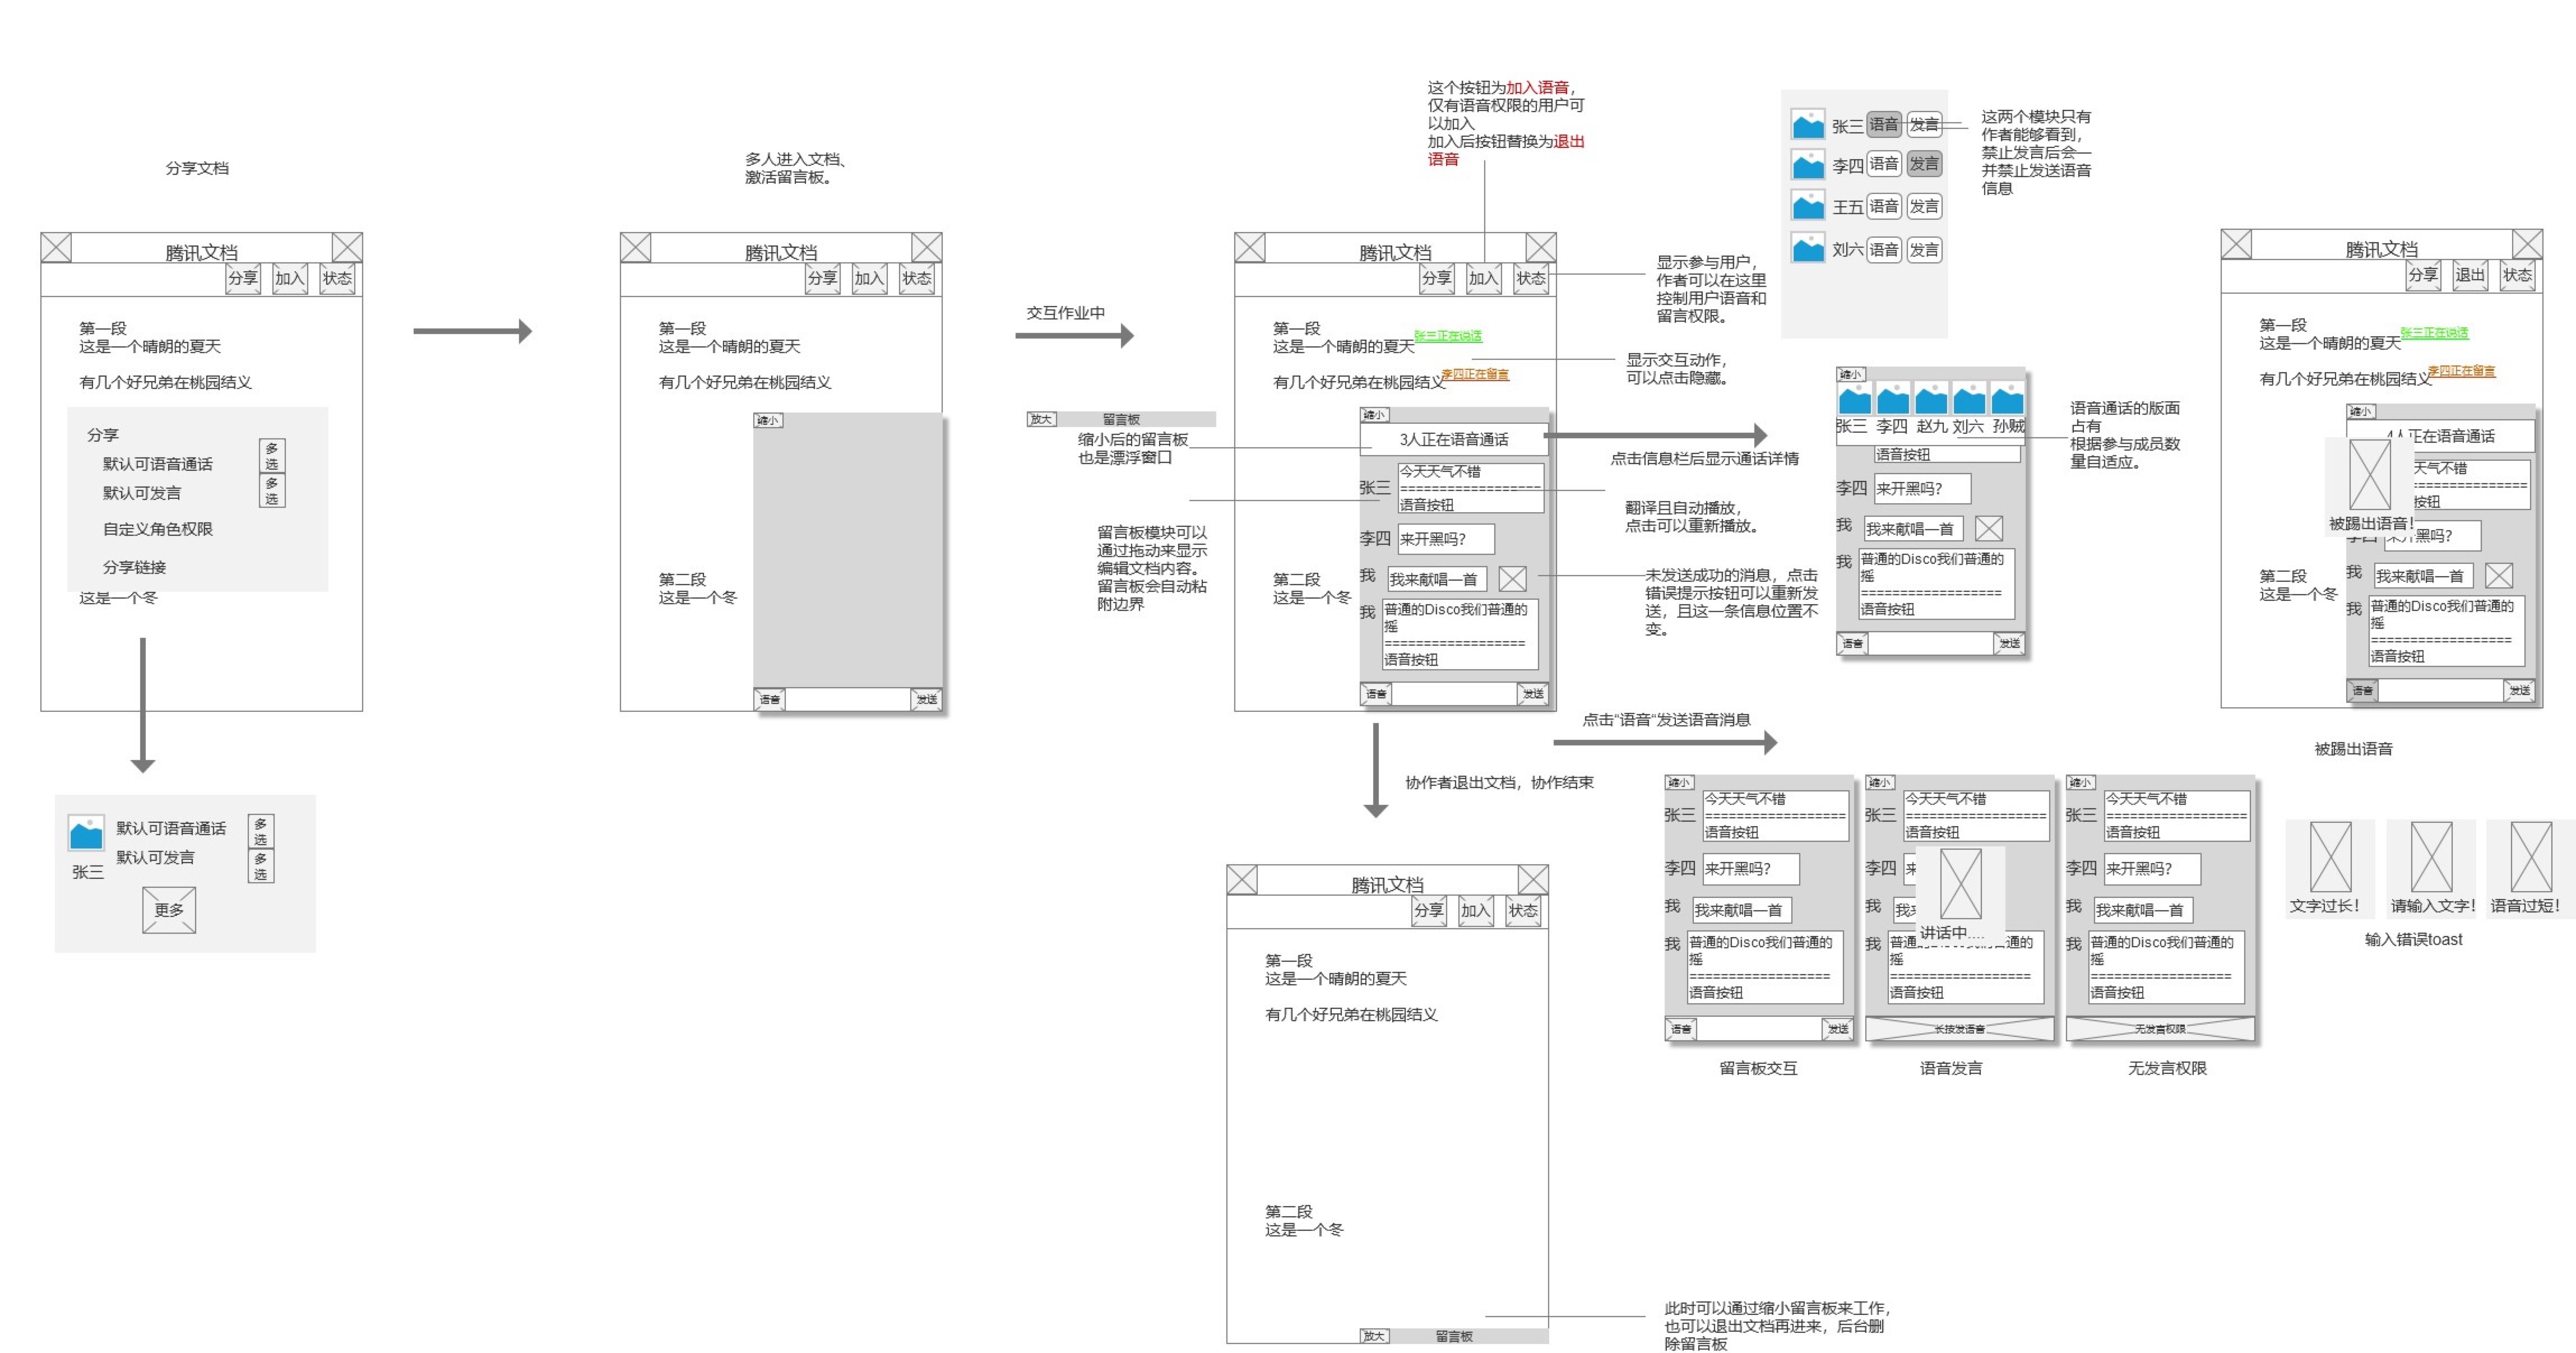 分享文档
腾讯文档
分享
加入
状态
第一段
这是一个晴朗的夏天
有几个好兄弟在桃园结义
分享
默认可语音通话
多选
默认可发言
多选
自定义角色权限
分享链接
这是一个冬
默认可语音通话
多选
默认可发言
多选
张三
更多
多人进入文档、
激活留言板。
腾讯文档
分享
加入
状态
第一段
这是一个晴朗的夏天
有几个好兄弟在桃园结义
缩小
第二段
这是一个冬
语音
发送
交互作业中
放大
留言板
缩小后的留言板
也是漂浮窗口
留言板模块可以
通过拖动来显示
编辑文档内容。
留言板会自动粘
附边界
这个按钮为加入语音，
仅有语音权限的用户可
以加入
加入后按钮替换为退出
语音
腾讯文档
分享
加入
状态
第一段
这是一个晴朗的夏天
张三正在说话
有几个好兄弟在桃园结义
李四正在留言
缩小
3人正在语音通话
张三
今天天气不错
==================
语音按钮
李四
来开黑吗？
第二段
这是一个冬
我
我来献唱一首
我
普通的Disco我们普通的
摇
==================
语音按钮
语音
发送
显示参与用户，
作者可以在这里
控制用户语音和
留言权限。
显示交互动作，
可以点击隐藏。
点击信息栏后显示通话详情
翻译且自动播放，
点击可以重新播放。
未发送成功的消息，点击
错误提示按钮可以重新发
送，且这一条信息位置不
变。
张三
语音
发言
李四
语音
发言
王五
语音
发言
刘六
语音
发言
这两个模块只有
作者能够看到，
禁止发言后会一
并禁止发送语音
信息
缩小
张三 李四 赵九 刘六 孙贼
语音按钮
李四
来开黑吗？
我
我来献唱一首
我
普通的Disco我们普通的
摇
==================
语音按钮
语音
发送
语音通话的版面
占有
根据参与成员数
量自适应。
腾讯文档
分享
退出
状态
第一段
这是一个晴朗的夏天
张三正在说话
有几个好兄弟在桃园结义
李四正在留言
缩小
4人正在语音通话
天气不错
===============
按钮
被踢出语音！
李四
来开黑吗？
第二段
这是一个冬
我
我来献唱一首
我
普通的Disco我们普通的
摇
==================
语音按钮
语音
发送
被踢出语音
点击“语音”发送语音消息
协作者退出文档，协作结束
缩小
张三
今天天气不错
==================
语音按钮
李四
来开黑吗？
我
我来献唱一首
我
普通的Disco我们普通的
摇
==================
语音按钮
语音
发送
留言板交互
缩小
张三
今天天气不错
==================
语音按钮
李四
来
我
我来
讲话中....
我
普通的Disco我们普通的
摇
==================
语音按钮
长按发语音
语音发言
缩小
张三
今天天气不错
==================
语音按钮
李四
来开黑吗？
我
我来献唱一首
我
普通的Disco我们普通的
摇
==================
语音按钮
无发言权限
无发言权限
文字过长！
请输入文字！
语音过短！
输入错误toast
腾讯文档
分享
加入
状态
第一段
这是一个晴朗的夏天
有几个好兄弟在桃园结义
第二段
这是一个冬
放大
留言板
此时可以通过缩小留言板来工作，
也可以退出文档再进来，后台删
除留言板